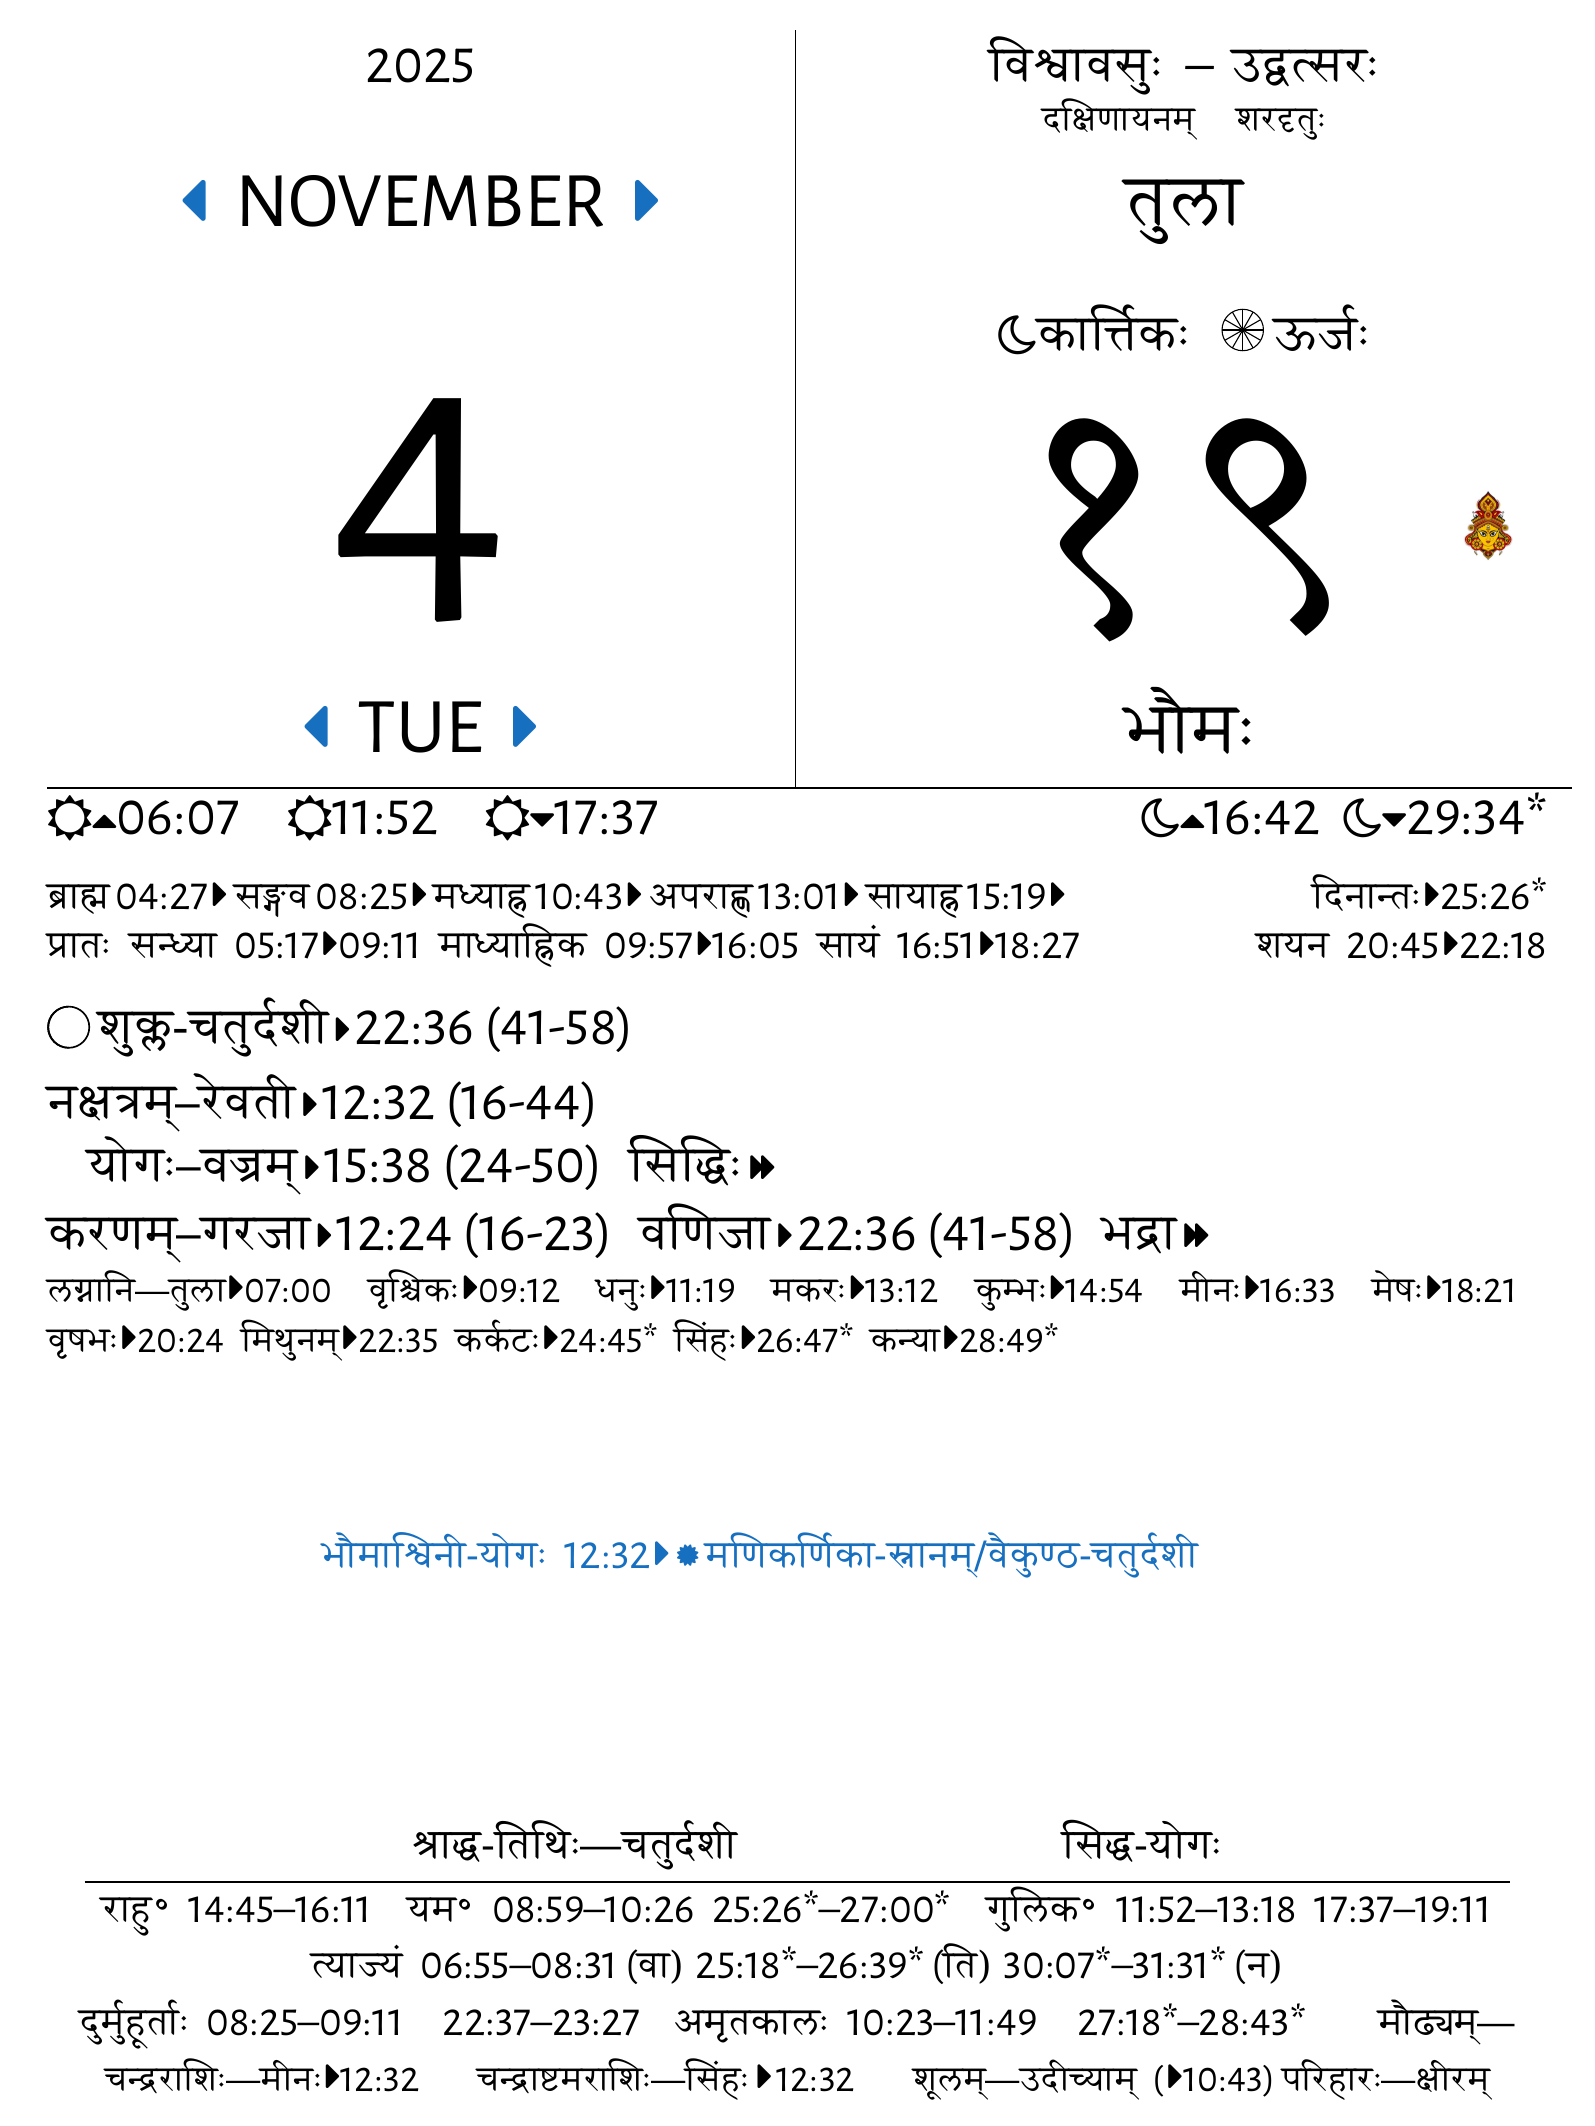 2025
NOVEMBER
4
TUE
विश्वावसुः – उद्वत्सरः
दक्षिणायनम् शरदृतुः
तुला
कार्त्तिकः ऊर्जः
१९
भौमः
06:07 11:52 17:37 16:42 29:34*
ब्राह्म 04:27 सङ्गव 08:25 मध्याह्न 10:43 अपराह्ण 13:01 सायाह्न 15:19 दिनान्तः 25:26*
प्रातः सन्ध्या 05:17 09:11 माध्याह्निक 09:57 16:05 सायं 16:51 18:27 शयन 20:45 22:18
शुक्ल-चतुर्दशी 22:36 (41-58)
नक्षत्रम्–रेवती 12:32 (16-44)
योगः–वज्रम् 15:38 (24-50) सिद्धिः
करणम्–गरजा 12:24 (16-23) वणिजा 22:36 (41-58) भद्रा
लग्नानि—तुला 07:00 वृश्चिकः 09:12 धनुः 11:19 मकरः 13:12 कुम्भः 14:54 मीनः 16:33 मेषः 18:21
वृषभः 20:24 मिथुनम् 22:35 कर्कटः 24:45* सिंहः 26:47* कन्या 28:49*
भौमाश्विनी-योगः 12:32 मणिकर्णिका-स्नानम्/वैकुण्ठ-चतुर्दशी
श्राद्ध-तिथिः—चतुर्दशी सिद्ध-योगः
राहु॰ 14:45–16:11 यम॰ 08:59–10:26 25:26*–27:00* गुलिक॰ 11:52–13:18 17:37–19:11
त्याज्यं 06:55–08:31 (वा) 25:18*–26:39* (ति) 30:07*–31:31* (न)
दुर्मुहूर्ताः 08:25–09:11 22:37–23:27 अमृतकालः 10:23–11:49 27:18*–28:43* मौढ्यम्—
चन्द्रराशिः—मीनः 12:32 चन्द्राष्टमराशिः—सिंहः 12:32 शूलम्—उदीच्याम् (10:43) परिहारः—क्षीरम्